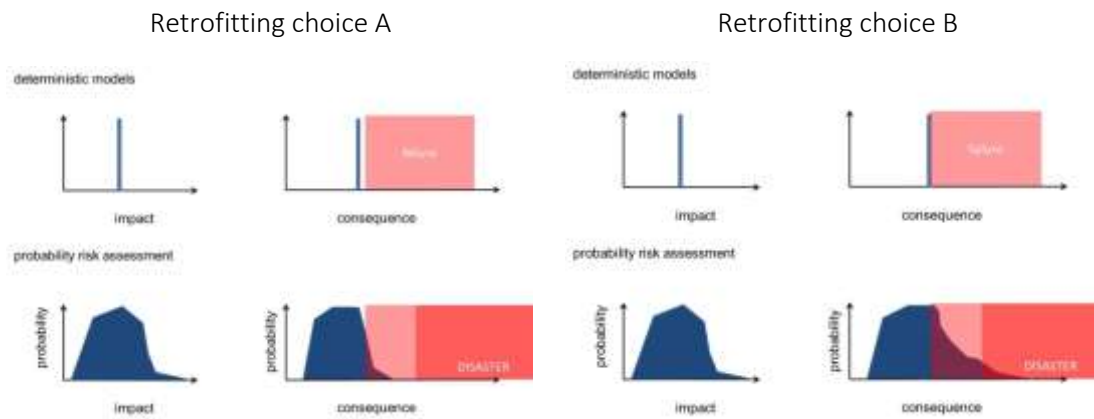 Retrofitting choice A
Retrofitting choice B
deterministic models
failure
impact
consequence
probability risk assessment
probability
impact
probability
DISASTER
consequence
deterministic models
failure
impact
consequence
probability risk assessment
probability
impact
probability
DISASTER
consequence